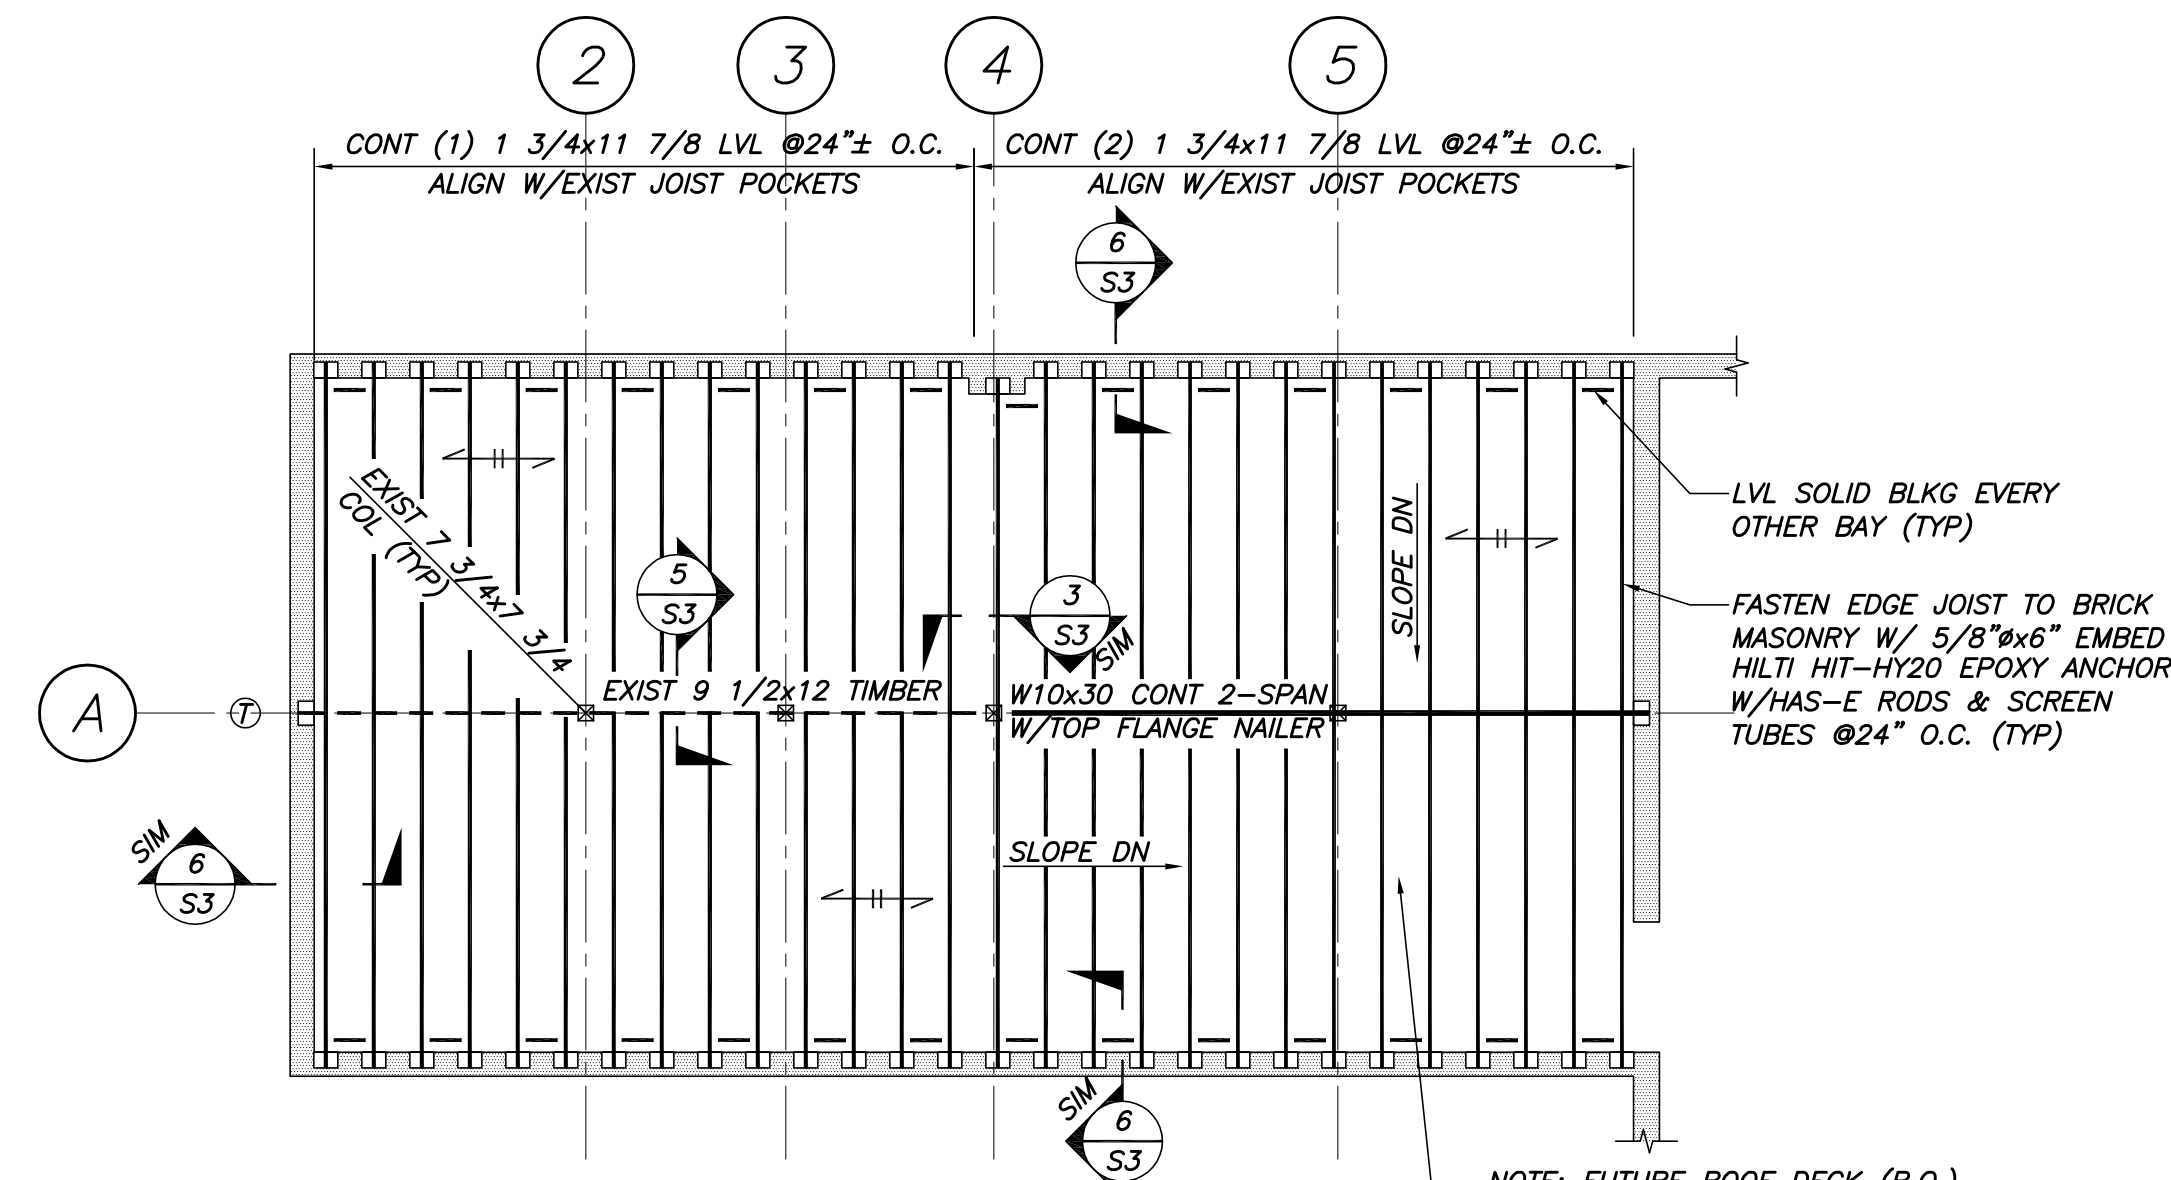 2
3
4
5
CONT (1) 1 3/4x11 7/8 LVL @24"± O.C.
ALIGN W/EXIST JOIST POCKETS
CONT (2) 1 3/4x11 7/8 LVL @24"± O.C.
ALIGN W/EXIST JOIST POCKETS
6
S3
EXIST 7 3/4x7 3/4
COL (TYP)
5
S3
3
S3
SIM
SLOPE DN
LVL SOLID BLKG EVERY
OTHER BAY (TYP)
FASTEN EDGE JOIST TO BRICK
MASONRY W/ 5/8"øx6" EMBED
HILTI HIT-HY20 EPOXY ANCHOR
W/HAS-E RODS & SCREEN
TUBES @24" O.C. (TYP)
A
T
EXIST 9 1/2x12 TIMBER
W10x30 CONT 2-SPAN
W/TOP FLANGE NAILER
SIM
6
S3
SLOPE DN
SIM
6
S3
NOTE: FUTURE ROOF DECK (B.O.)